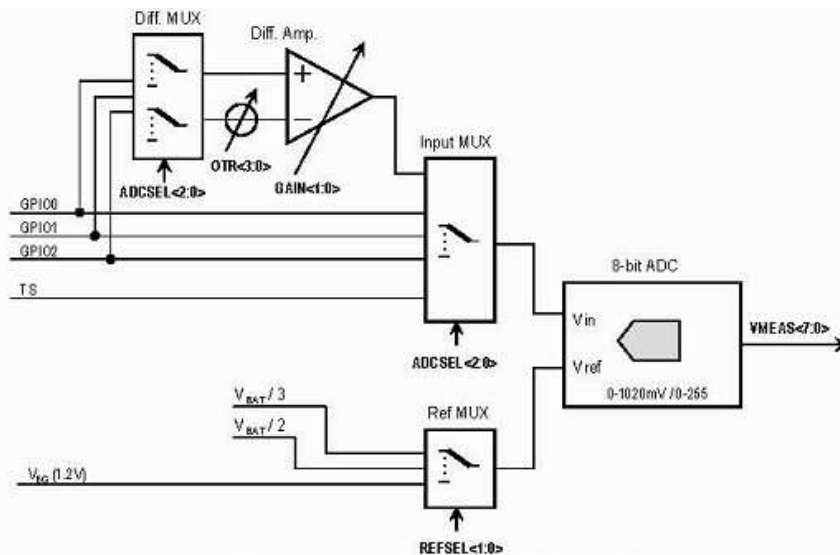 Diff. MUX
Diff. Amp.
+
−
OTR<3:0>
GAIN<1:0>
ADCSEL<2:0>
Input MUX
GPIO0
GPIO1
GPIO2
TS
ADCSEL<2:0>
8-bit ADC
Vin
Vref
0-1020mV /0-255
VMEAS<7:0>
VBAT / 3
VBAT / 2
VBG (1.2V)
Ref MUX
REFSEL<1:0>